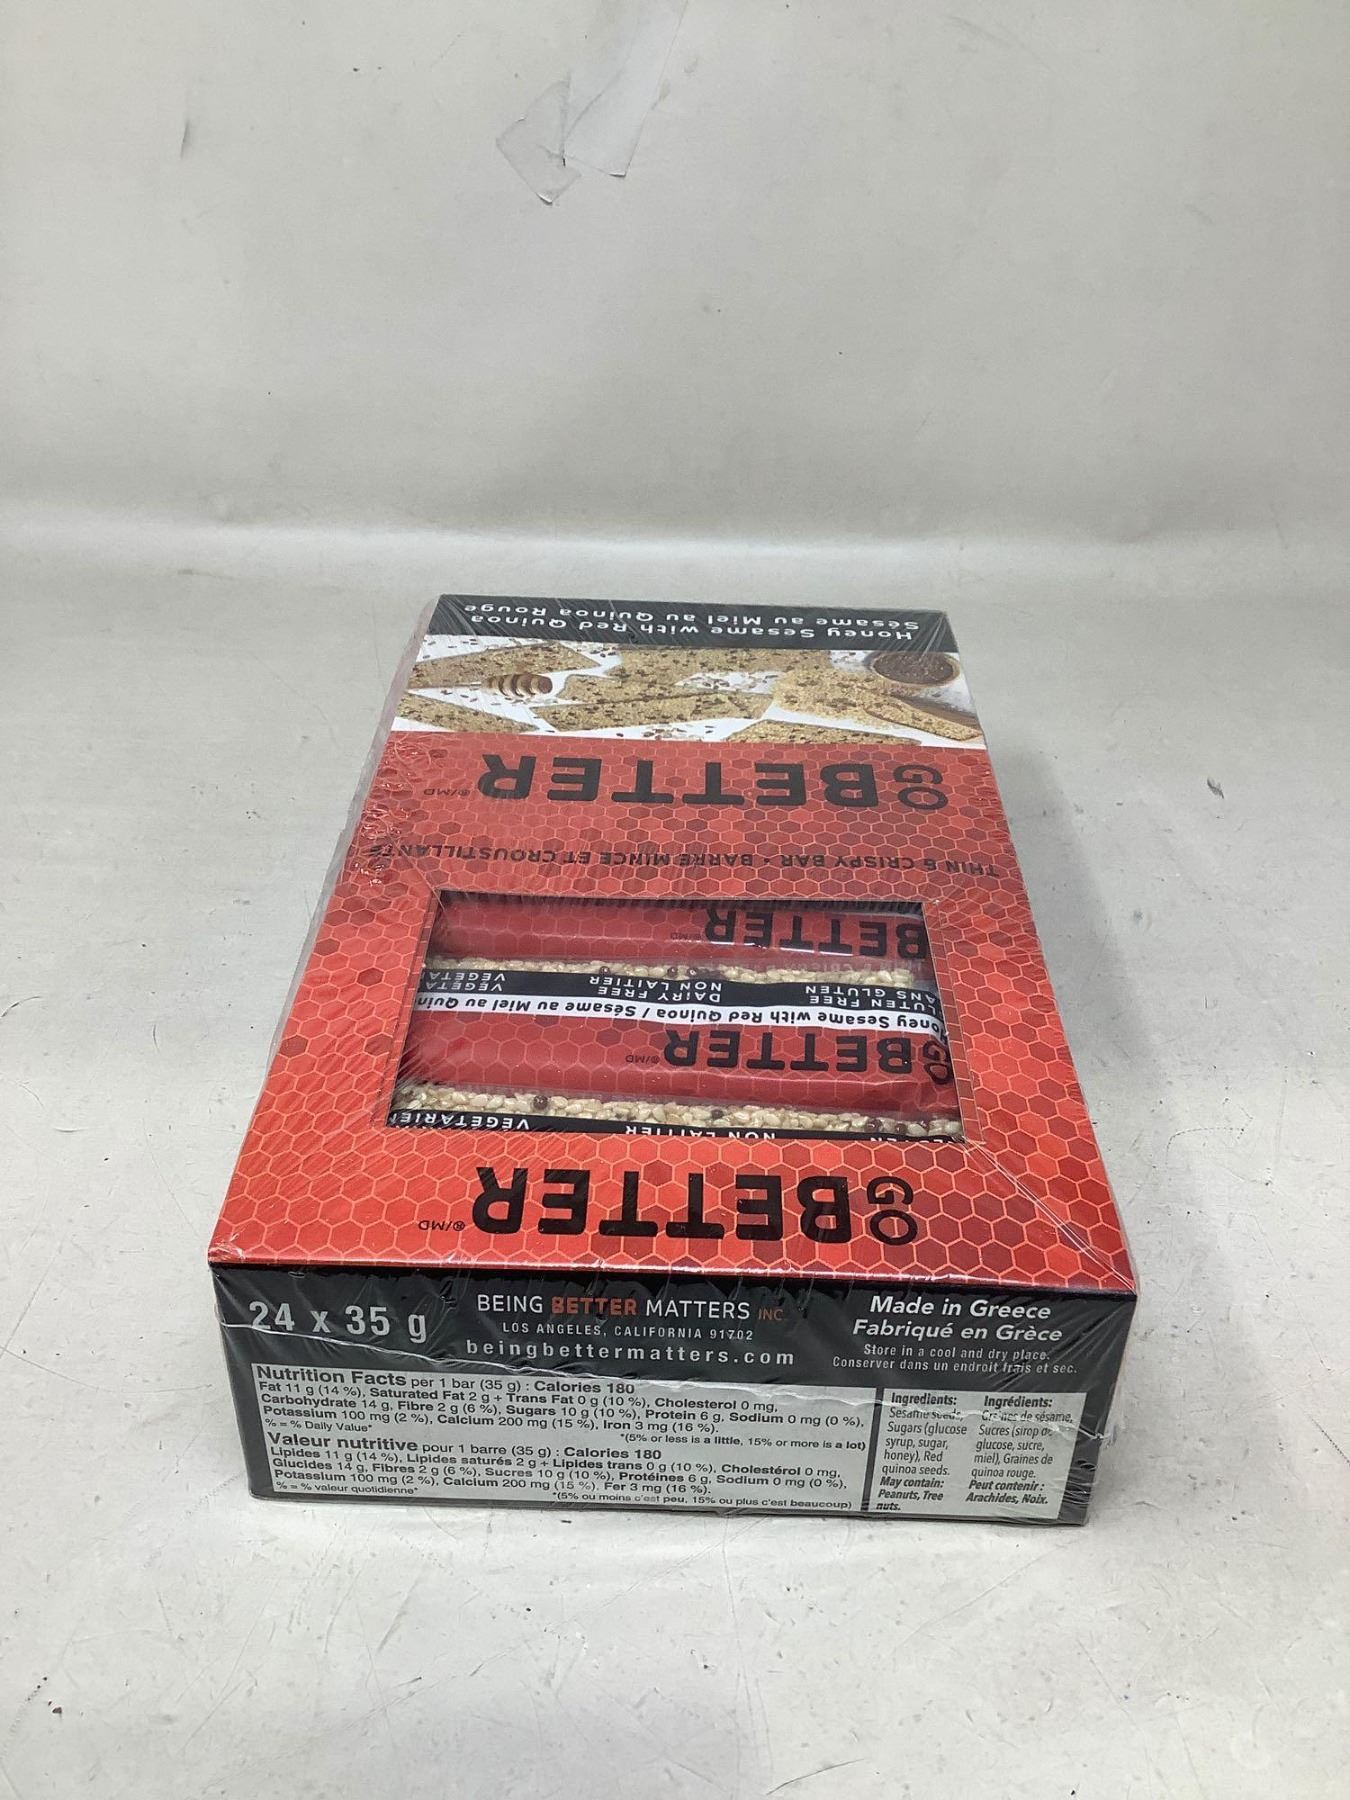 Honey Sesame with Red Quinoa
Sésame au Miel au Quinoa Rouge
GO BETTER ®/MD
THIN & CRISPY BAR • BARRE MINCE ET CROUSTILLANTE
BETTER ®/MD
DAIRY FREE
NON LAITIER
GLUTEN FREE
Honey Sesame with Red Quinoa / Sésame au Miel au Quin
GO BETTER ®/MD
NON LAITIER
GO BETTER ®/MD
24 x 35 g
BEING BETTER MATTERS INC.
LOS ANGELES, CALIFORNIA 91702
beingbettermatters.com
Made in Greece
Fabriqué en Grèce
Store in a cool and dry place.
Conserver dans un endroit frais et sec.
Nutrition Facts per 1 bar (35 g) : Calories 180
Fat 11 g (14 %), Saturated Fat 2 g + Trans Fat 0 g (10 %), Cholesterol 0 mg,
Carbohydrate 14 g, Fibre 2 g (6 %), Sugars 10 g (10 %), Protein 6 g, Sodium 0 mg (0 %),
Potassium 100 mg (2 %), Calcium 200 mg (15 %), Iron 3 mg (16 %).
% = % Daily Value*
*(5% or less is a little, 15% or more is a lot)
Valeur nutritive pour 1 barre (35 g) : Calories 180
Lipides 11 g (14 %), Lipides saturés 2 g + Lipides trans 0 g (10 %), Cholestérol 0 mg,
Glucides 14 g, Fibres 2 g (6 %), Sucres 10 g (10 %), Protéines 6 g, Sodium 0 mg (0 %),
Potassium 100 mg (2 %), Calcium 200 mg (15 %), Fer 3 mg (16 %).
% = % valeur quotidienne*
*(5% ou moins c'est peu, 15% ou plus c'est beaucoup)
Ingredients:
Sesame seeds,
Sugars (glucose
syrup, sugar,
honey), Red
quinoa seeds.
May contain:
Peanuts, Tree
nuts.
Ingrédients:
Graines de sésame,
Sucres (sirop de
glucose, sucre,
miel), Graines de
quinoa rouge.
Peut contenir :
Arachides, Noix.